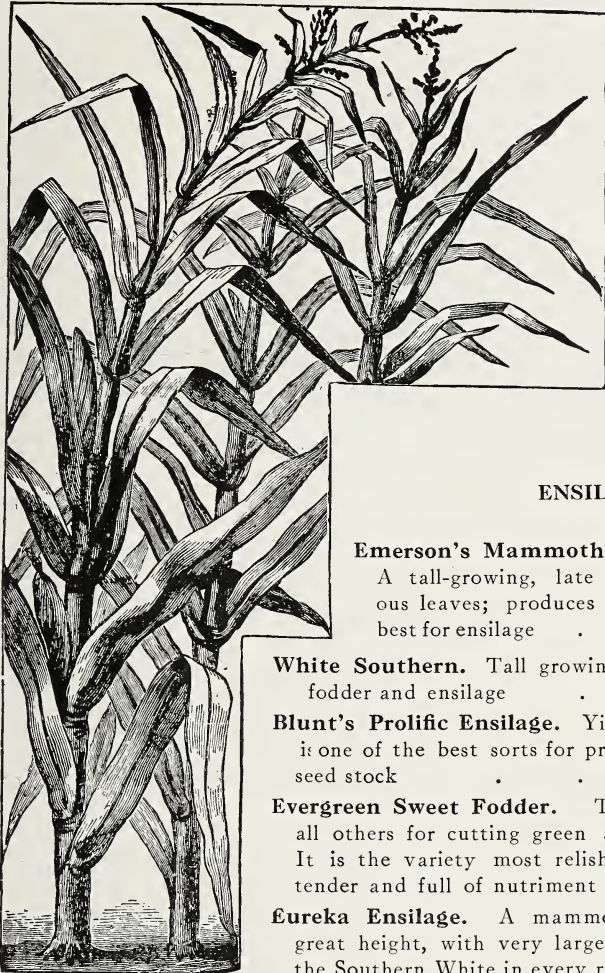 ENSIL
Emerson's Mammoth
A tall-growing, late
ous leaves; produces
best for ensilage .
White Southern. Tall growin
fodder and ensilage .
Blunt's Prolific Ensilage. Yi
is one of the best sorts for pr
seed stock . .
Evergreen Sweet Fodder. T
all others for cutting green
It is the variety most relish
tender and full of nutriment
Eureka Ensilage. A mamm
great height, with very large
the Southern White in every